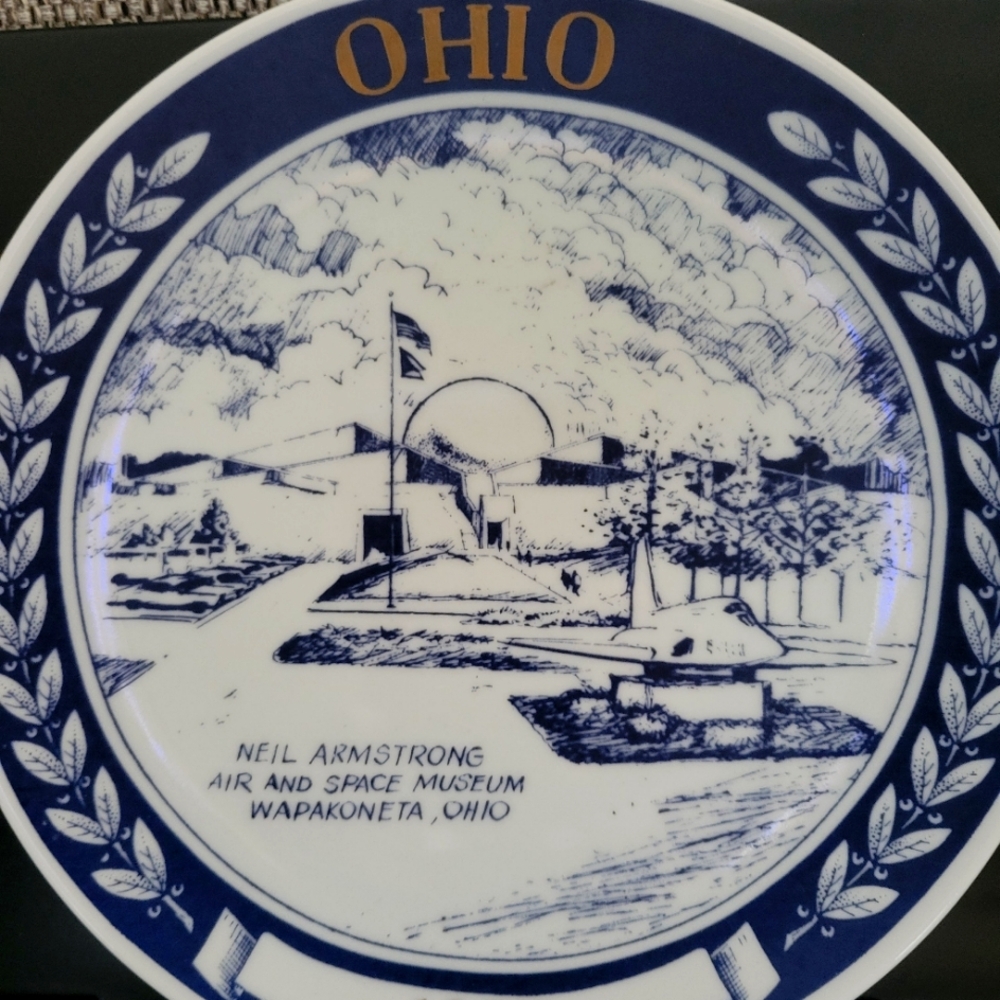 OHIO
NEIL ARMSTRONG
AIR AND SPACE MUSEUM
WAPAKONETA, OHIO